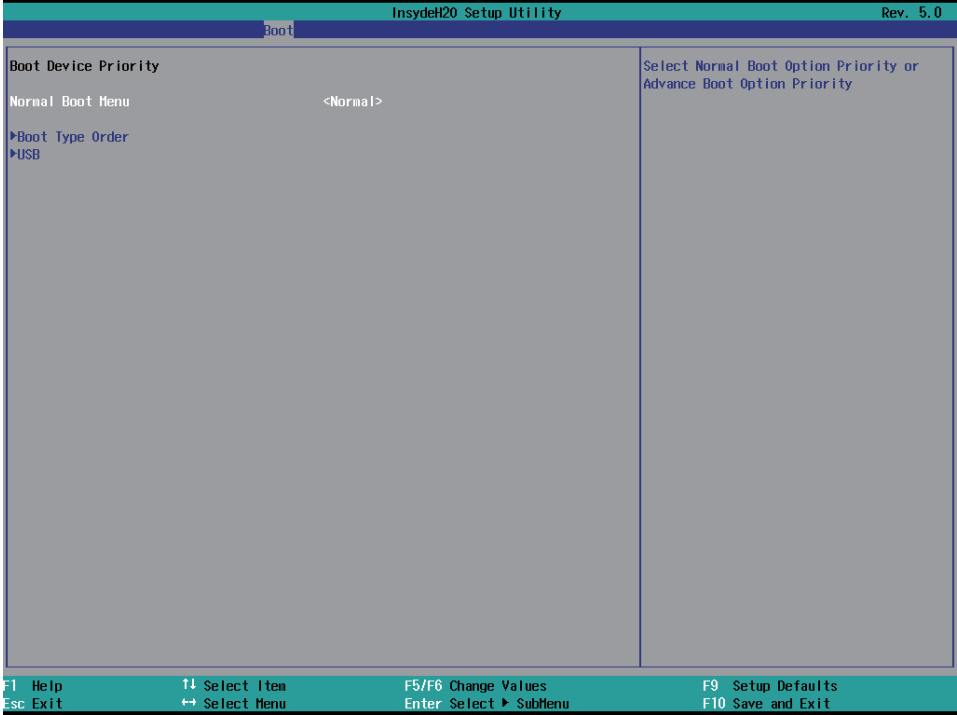 InsydeH20 Setup Utility Rev. 5.0
Boot
Boot Device Priority
Normal Boot Menu <Normal>
▶Boot Type Order
▶USB
Select Normal Boot Option Priority or
Advance Boot Option Priority
F1 Help ↑↓ Select Item F5/F6 Change Values F9 Setup Defaults
Esc Exit ↔ Select Menu Enter Select ▶ SubMenu F10 Save and Exit